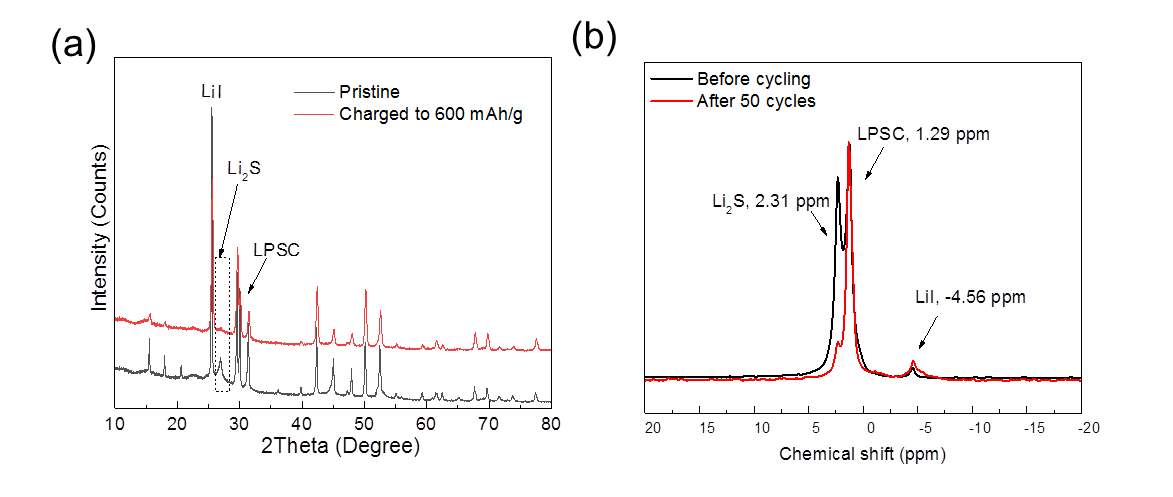 (a)
Intensity (Counts)
LiI
Li₂S
LPSC
Pristine
Charged to 600 mAh/g
10 20 30 40 50 60 70 80
2Theta (Degree)
(b)
Before cycling
After 50 cycles
LPSC, 1.29 ppm
Li₂S, 2.31 ppm
LiI, -4.56 ppm
20 15 10 5 0 -5 -10 -15 -20
Chemical shift (ppm)